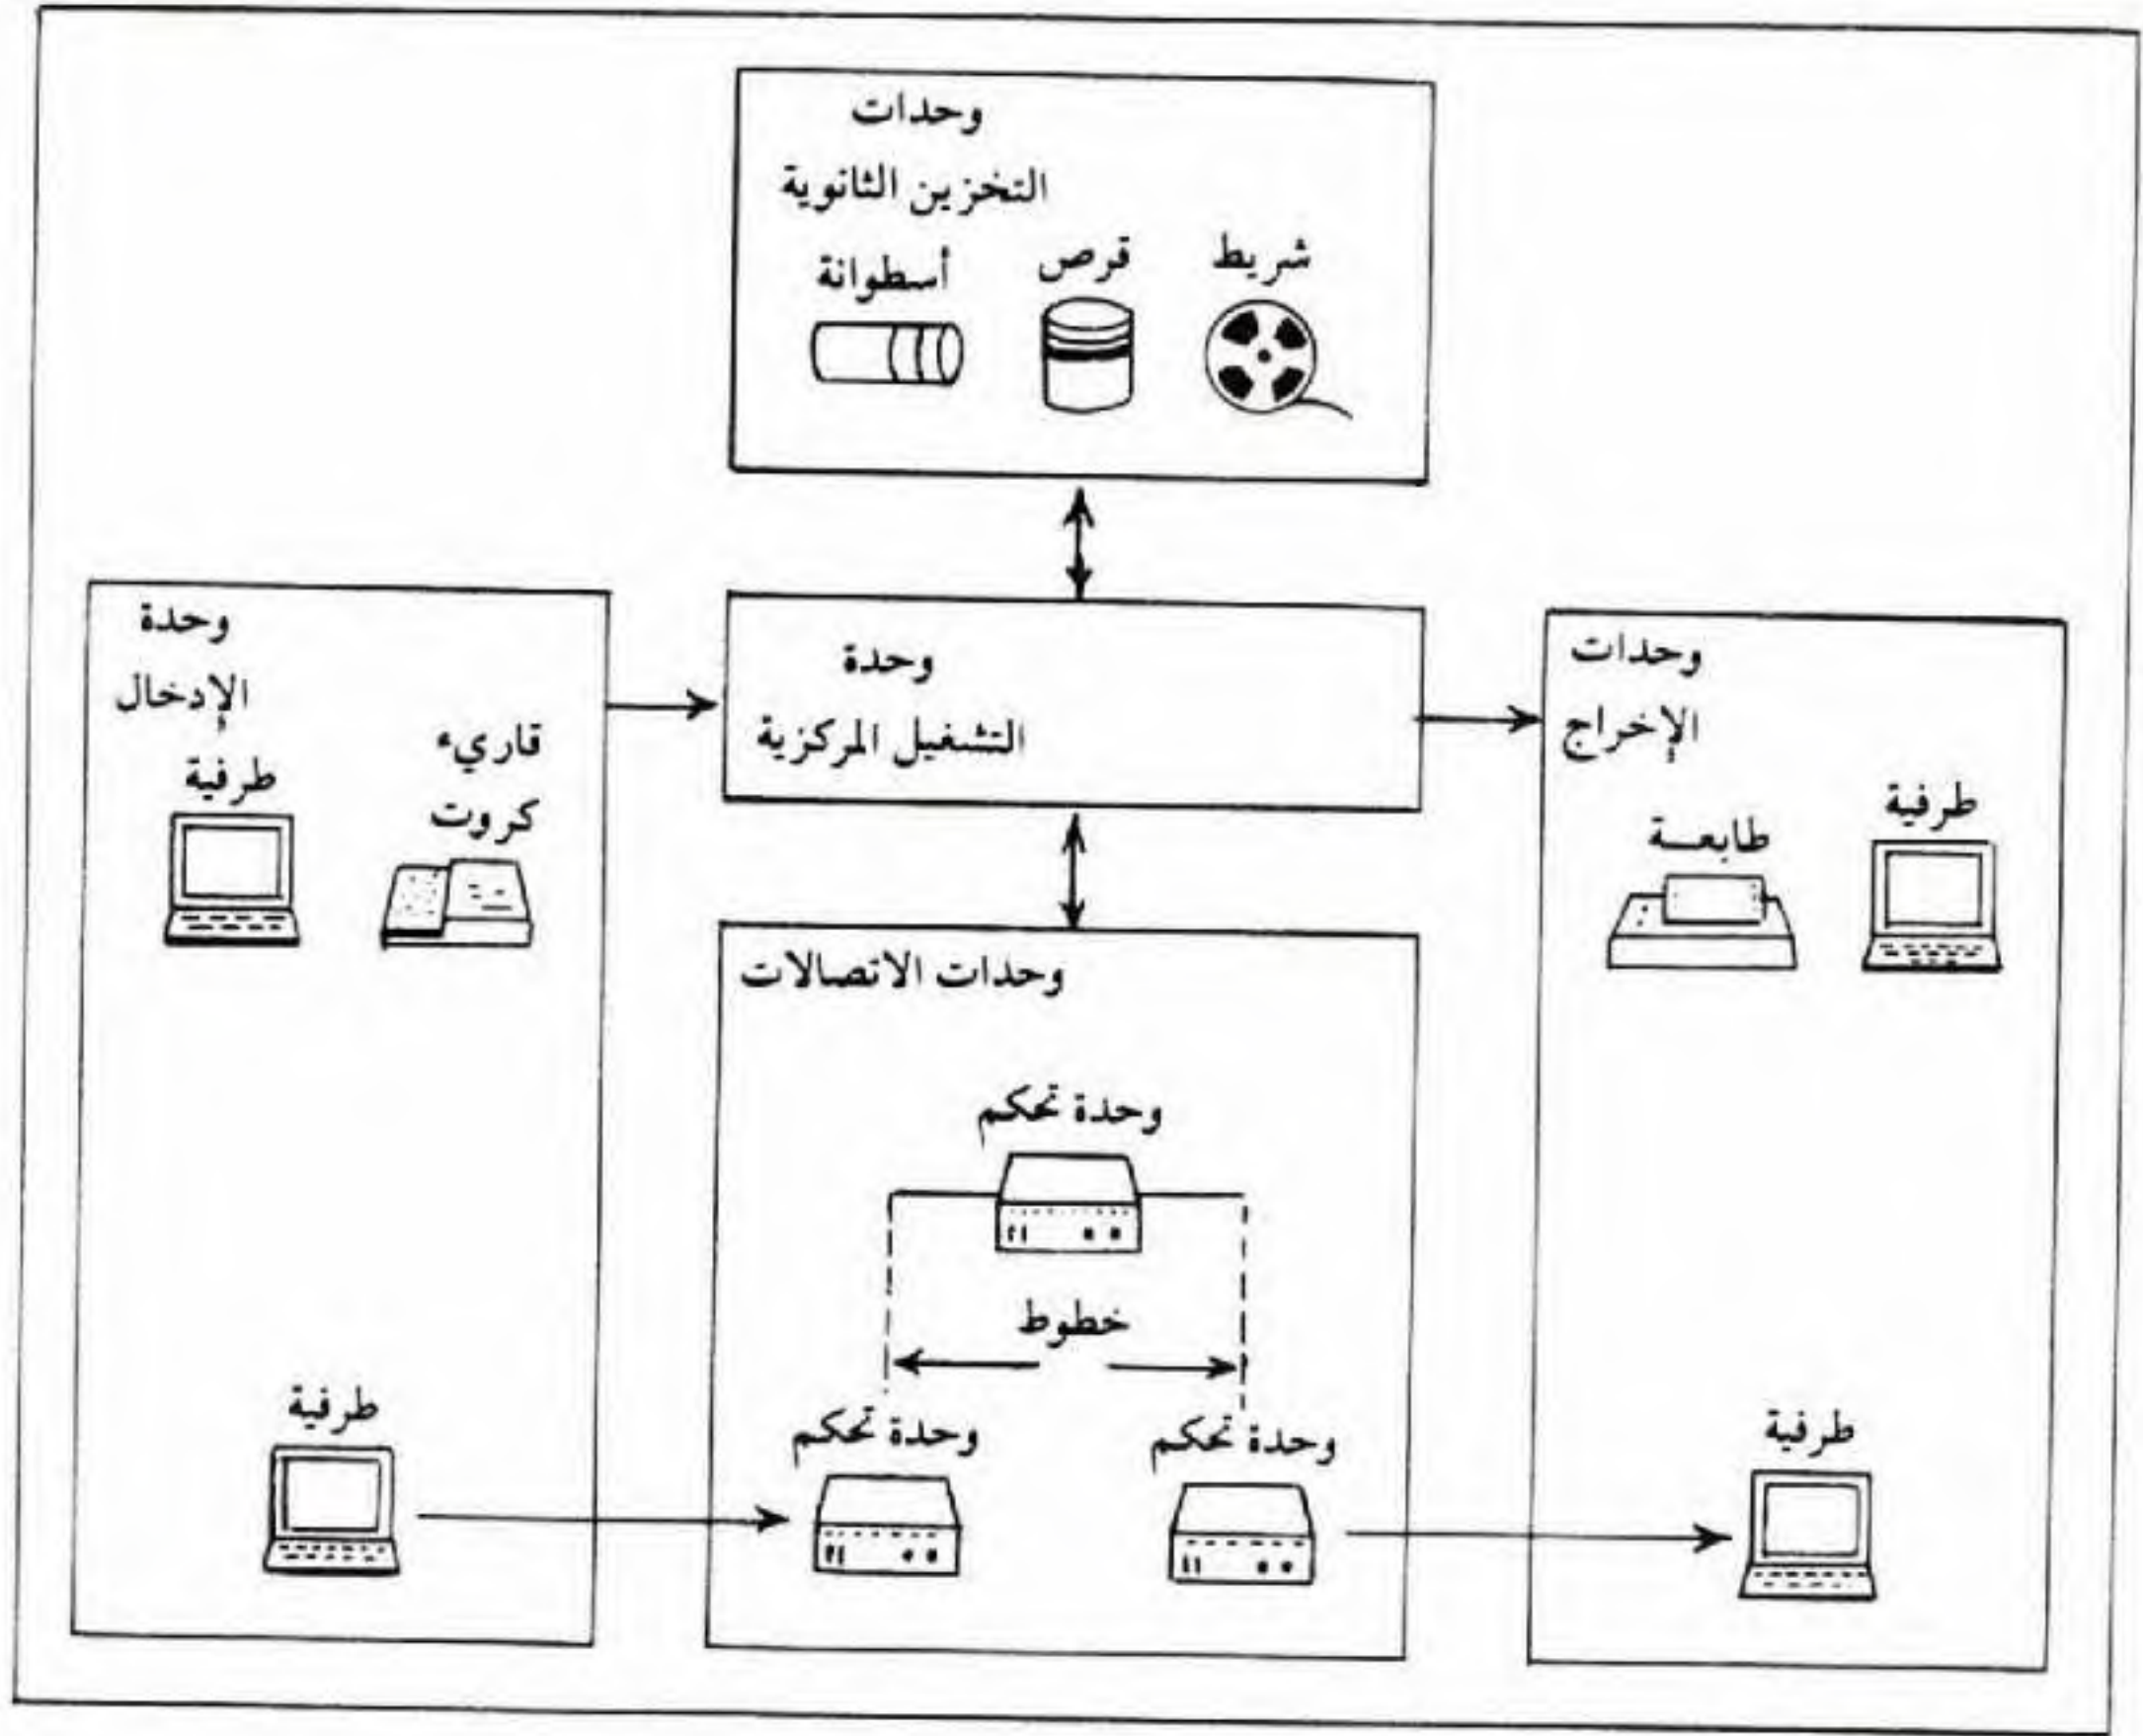 وحدات
التخزين الثانوية
شريط
قرص
أسطوانة
وحدة
الإدخال
قاريء
كروت
طرفية
طرفية
وحدة
التشغيل المركزية
وحدات
الإخراج
طرفية
طابعة
طرفية
وحدات الاتصالات
وحدة تحكم
خطوط
وحدة تحكم
وحدة تحكم